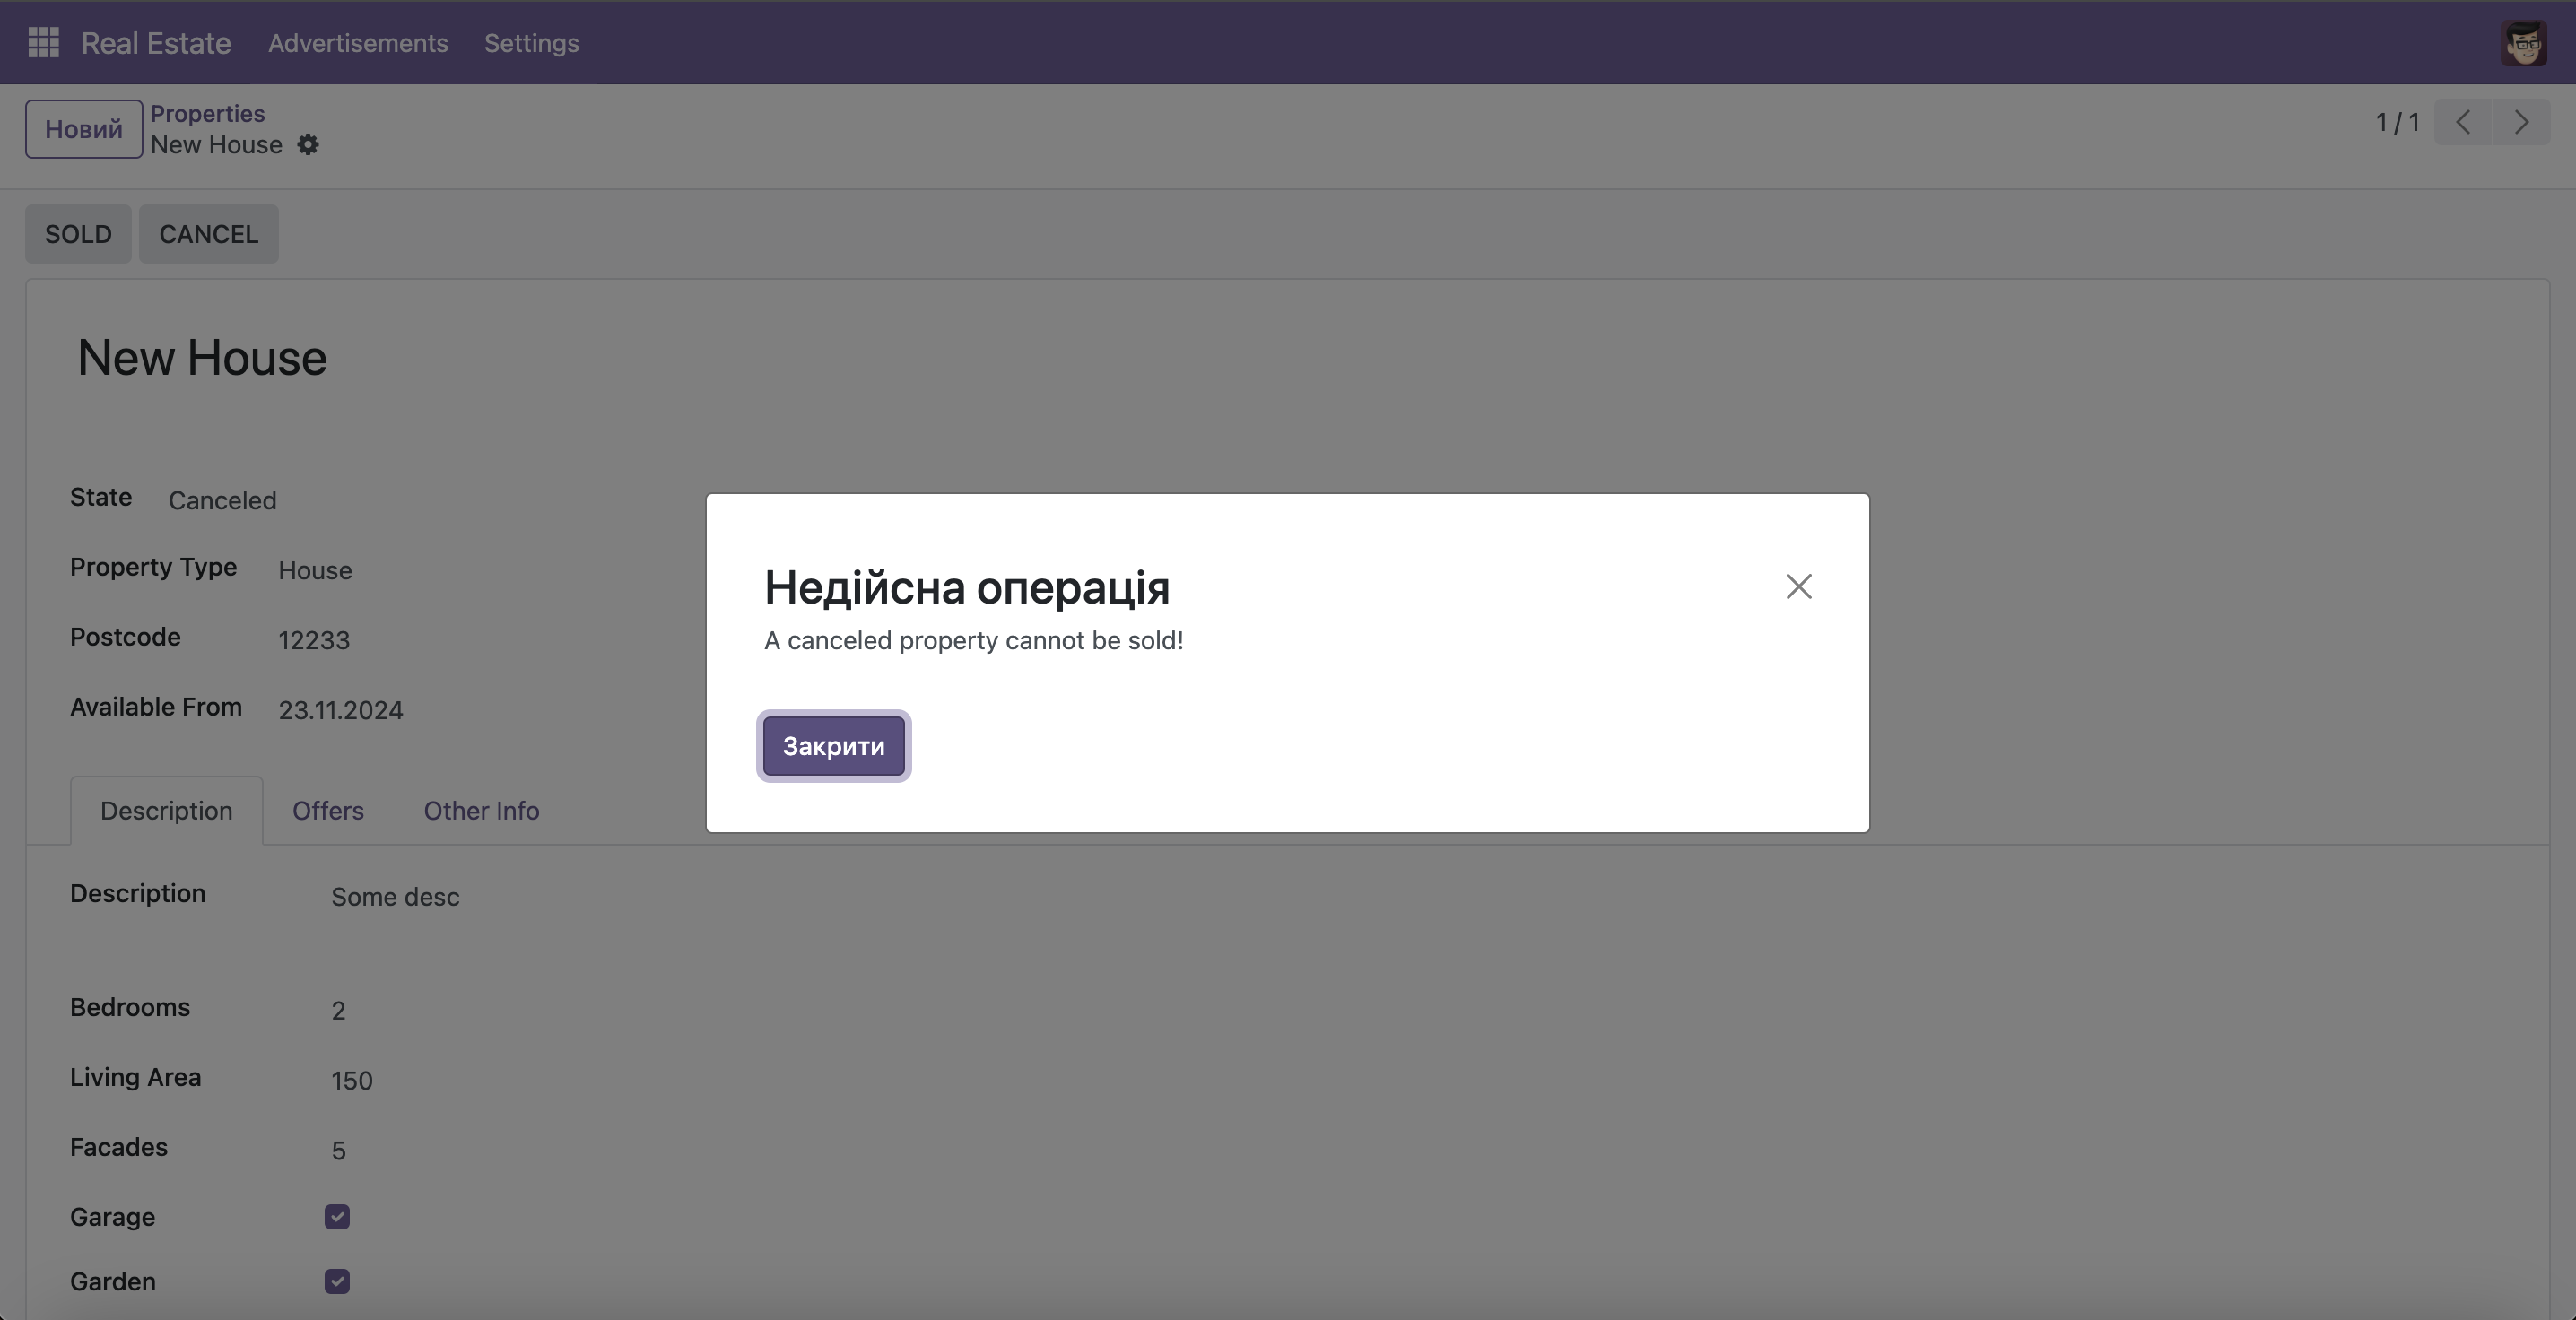 Real Estate Advertisements Settings
Новий
Properties
New House
1 / 1
SOLD CANCEL
New House
State Canceled
Property Type House
Postcode 12233
Available From 23.11.2024
Недійсна операція
A canceled property cannot be sold!
Закрити
Description Offers Other Info
Description Some desc
Bedrooms 2
Living Area 150
Facades 5
Garage
Garden